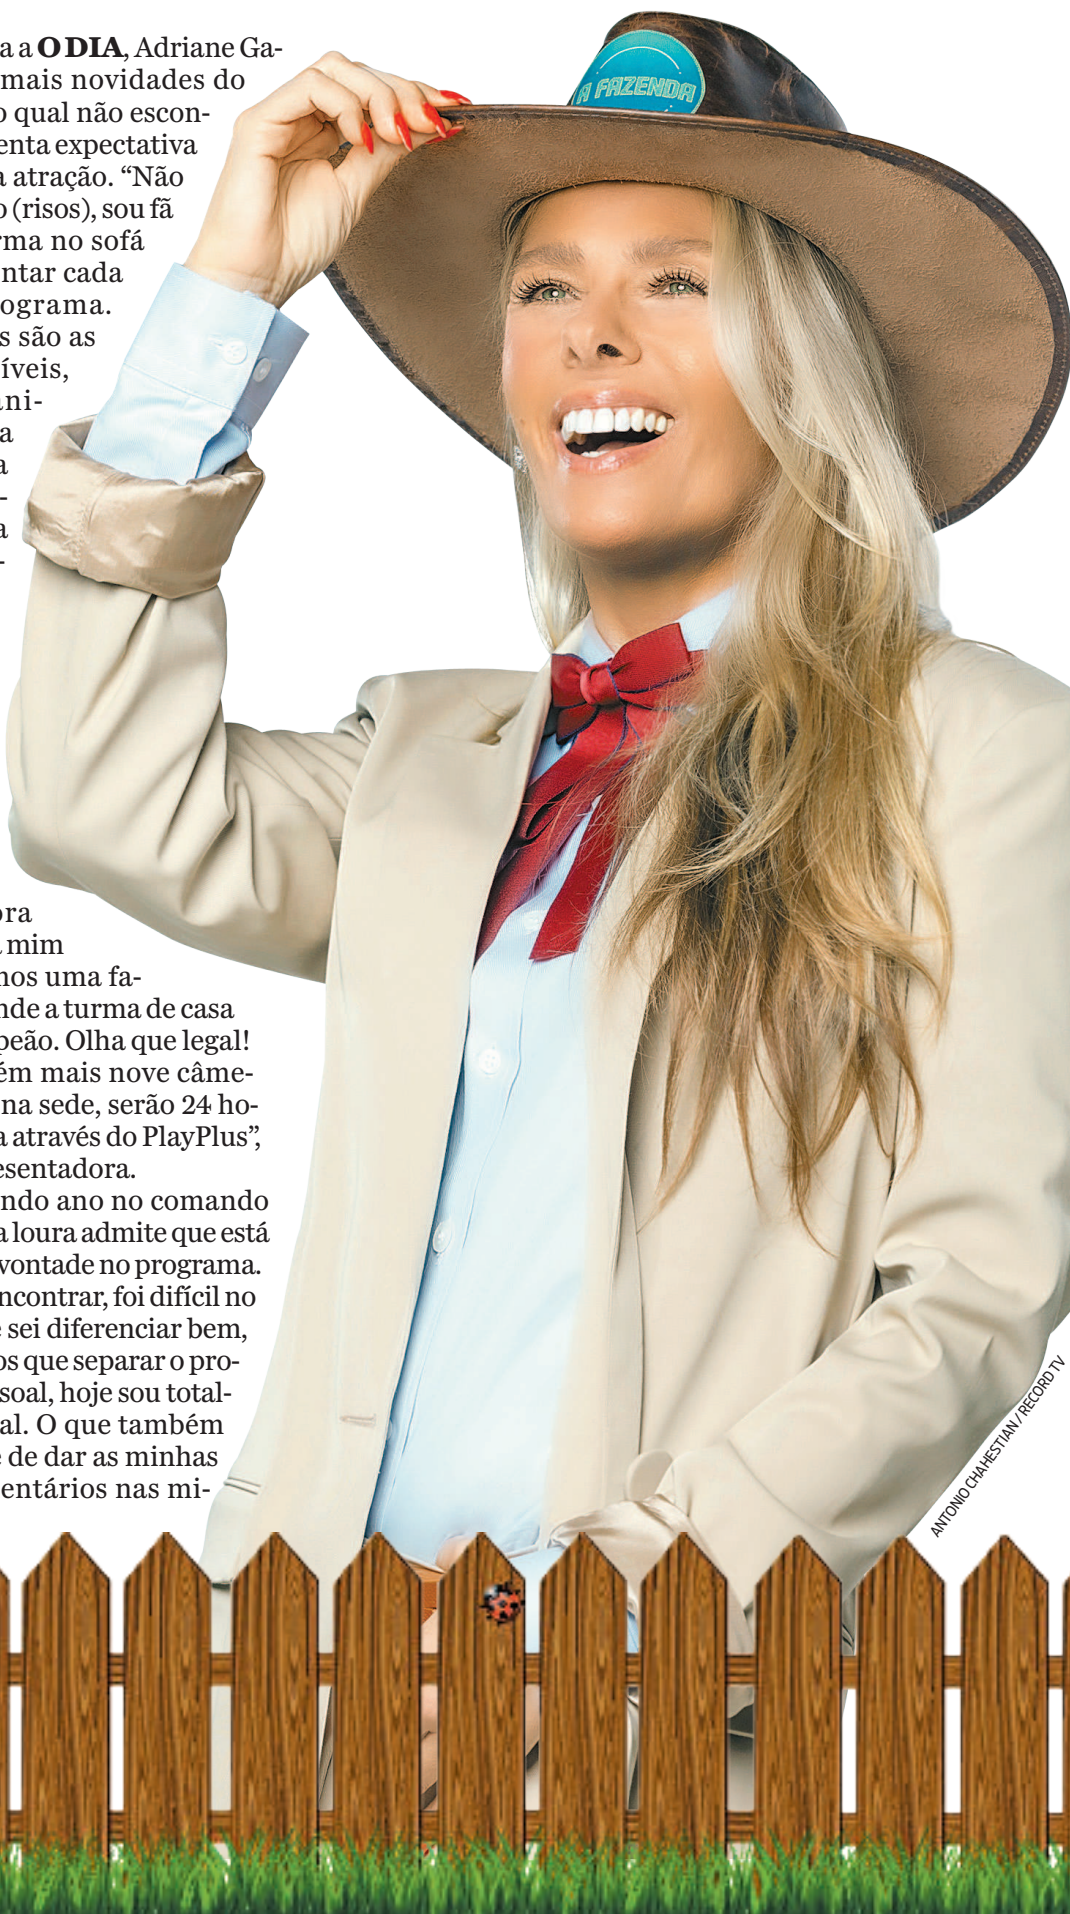 a a O DIA, Adriane Ga-
mais novidades do
o qual não escon-
enta expectativa
a atração. “Não
o (risos), sou fã
rma no sofá
ntar cada
ograma.
s são as
íveis,
ani-
a
a
-
a
-
A FAZENDA
ora
a mim
nos uma fa-
nde a turma de casa
peão. Olha que legal!
ém mais nove câme-
na sede, serão 24 ho-
a através do PlayPlus”,
esentadora.
ndo ano no comando
a loura admite que está
vontade no programa.
ncontrar, foi difícil no
e sei diferenciar bem,
os que separar o pro-
soal, hoje sou total-
al. O que também
e de dar as minhas
entários nas mi-
ANTONIO CHAHESTIAN / RECORD TV